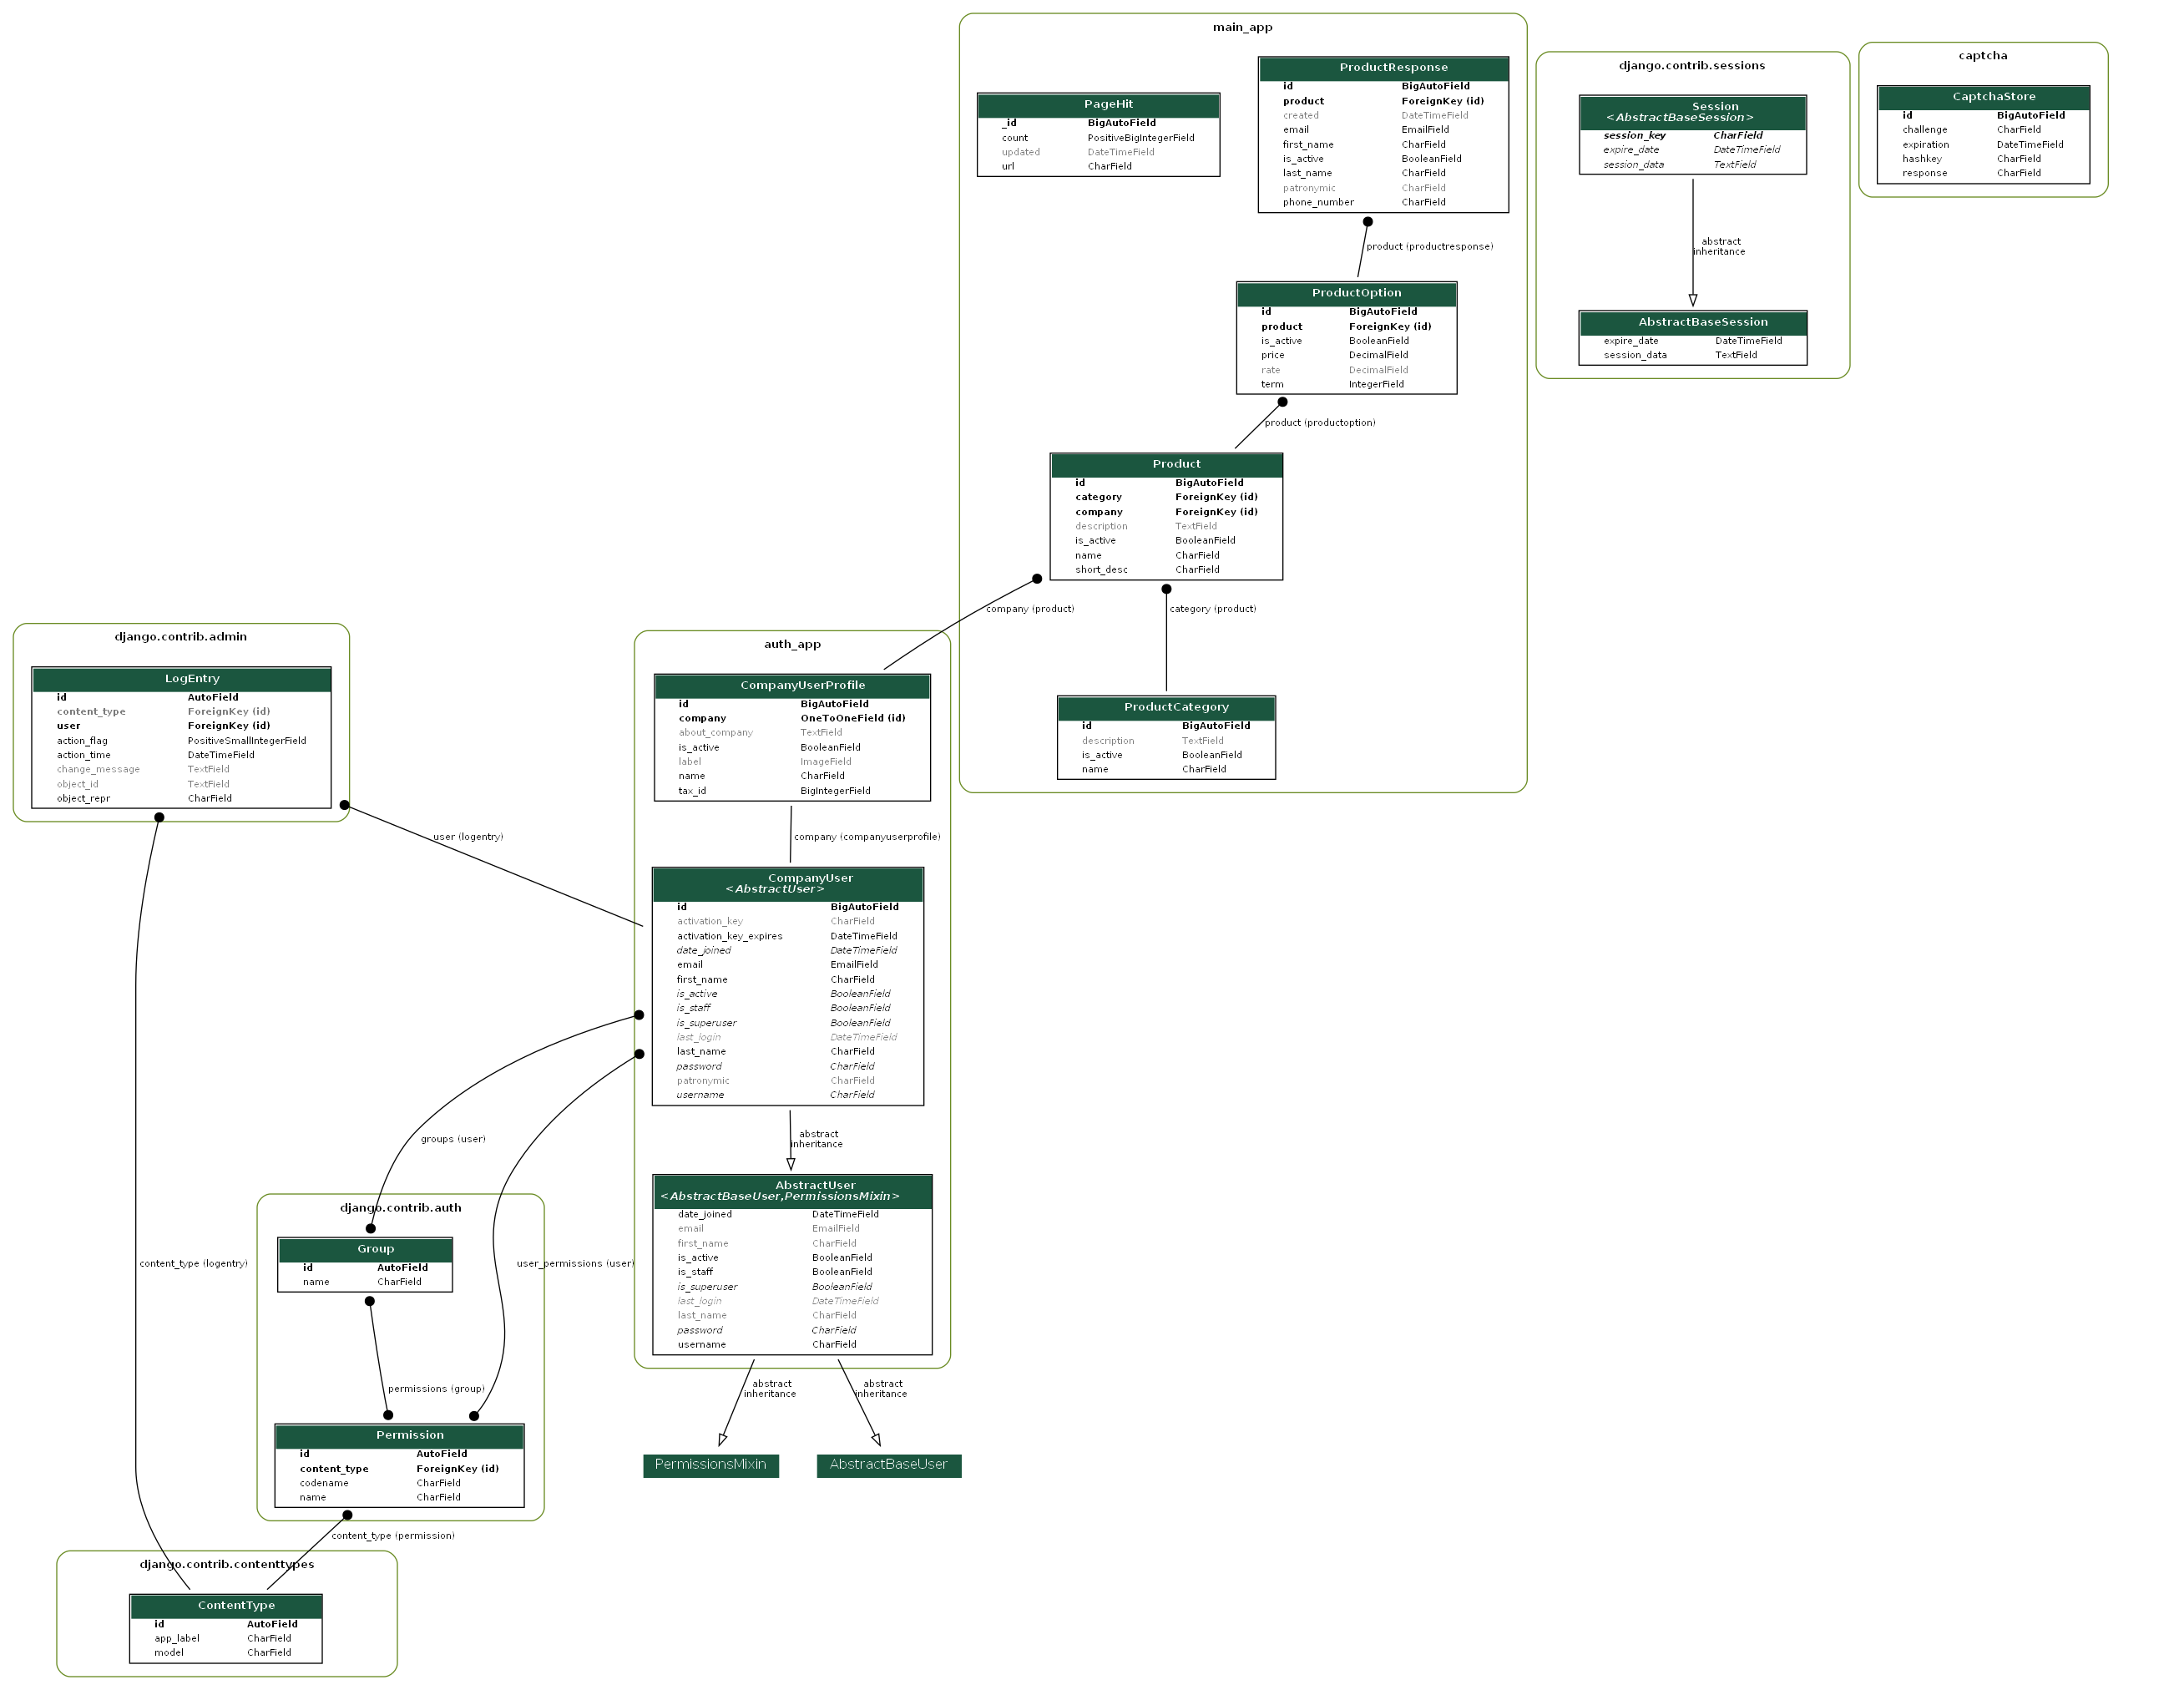 main_app
PageHit
_id BigAutoField
count PositiveBigIntegerField
updated DateTimeField
url CharField
ProductResponse
id BigAutoField
product ForeignKey (id)
created DateTimeField
email EmailField
first_name CharField
is_active BooleanField
last_name CharField
patronymic CharField
phone_number CharField
product (productresponse)
ProductOption
id BigAutoField
product ForeignKey (id)
is_active BooleanField
price DecimalField
rate DecimalField
term IntegerField
product (productoption)
Product
id BigAutoField
category ForeignKey (id)
company ForeignKey (id)
description TextField
is_active BooleanField
name CharField
short_desc CharField
company (product)
category (product)
ProductCategory
id BigAutoField
description TextField
is_active BooleanField
name CharField
django.contrib.sessions
Session
<AbstractBaseSession>
session_key CharField
expire_date DateTimeField
session_data TextField
abstract
inheritance
AbstractBaseSession
expire_date DateTimeField
session_data TextField
captcha
CaptchaStore
id BigAutoField
challenge CharField
expiration DateTimeField
hashkey CharField
response CharField
django.contrib.admin
LogEntry
id AutoField
content_type ForeignKey (id)
user ForeignKey (id)
action_flag PositiveSmallIntegerField
action_time DateTimeField
change_message TextField
object_id TextField
object_repr CharField
user (logentry)
content_type (logentry)
auth_app
CompanyUserProfile
id BigAutoField
company OneToOneField (id)
about_company TextField
is_active BooleanField
label ImageField
name CharField
tax_id BigIntegerField
company (companyuserprofile)
CompanyUser
<AbstractUser>
id BigAutoField
activation_key CharField
activation_key_expires DateTimeField
date_joined DateTimeField
email EmailField
first_name CharField
is_active BooleanField
is_staff BooleanField
is_superuser BooleanField
last_login DateTimeField
last_name CharField
password CharField
patronymic CharField
username CharField
groups (user)
user_permissions (user)
abstract
inheritance
AbstractUser
<AbstractBaseUser,PermissionsMixin>
date_joined DateTimeField
email EmailField
first_name CharField
is_active BooleanField
is_staff BooleanField
is_superuser BooleanField
last_login DateTimeField
last_name CharField
password CharField
username CharField
abstract
inheritance
abstract
inheritance
PermissionsMixin
AbstractBaseUser
django.contrib.auth
Group
id AutoField
name CharField
permissions (group)
Permission
id AutoField
content_type ForeignKey (id)
codename CharField
name CharField
content_type (permission)
django.contrib.contenttypes
ContentType
id AutoField
app_label CharField
model CharField